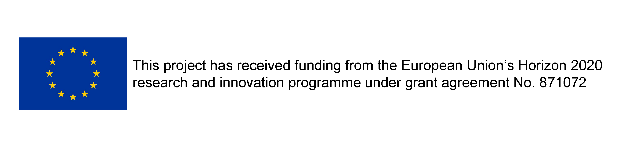 This project has received funding from the European Union's Horizon 2020
research and innovation programme under grant agreement No. 871072